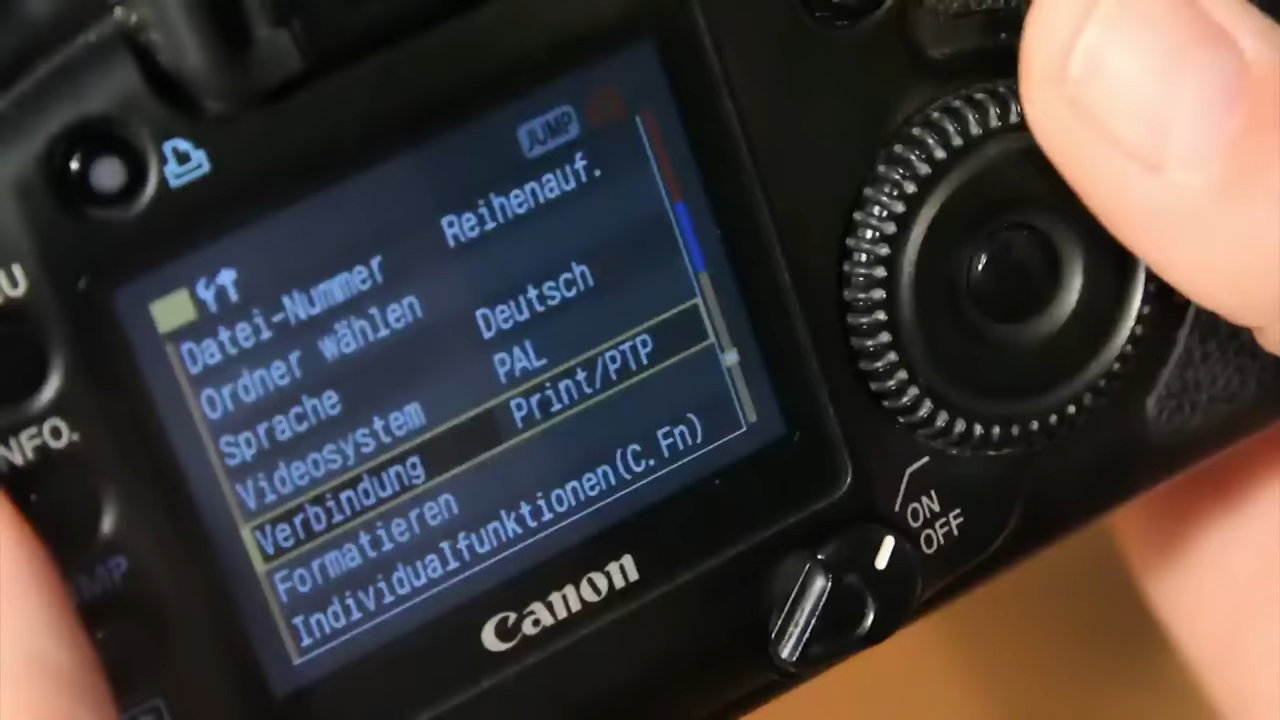 JUMP
Datei-Nummer Reihenauf.
Ordner wählen
Sprache Deutsch
Videosystem PAL
Verbindung Print/PTP
Formatieren
Individualfunktionen(C.Fn)
Canon
ON
OFF
NFO.